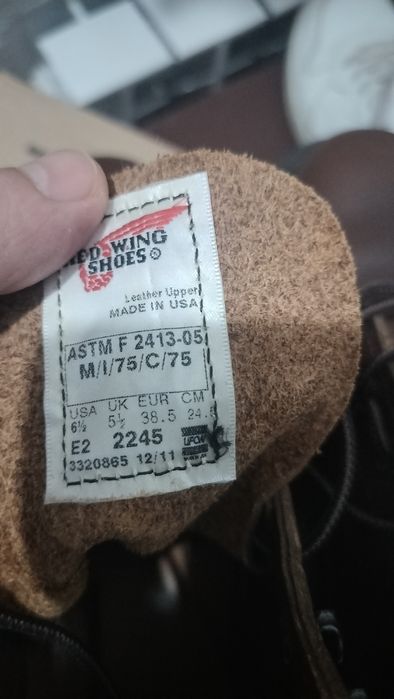 RED WING
SHOES®
Leather Upper
MADE IN USA
ASTM F 2413-05
M/I/75/C/75
USA UK EUR CM
6½ 5½ 38.5 24.5
E2 2245
UFCW
3320865 12/11